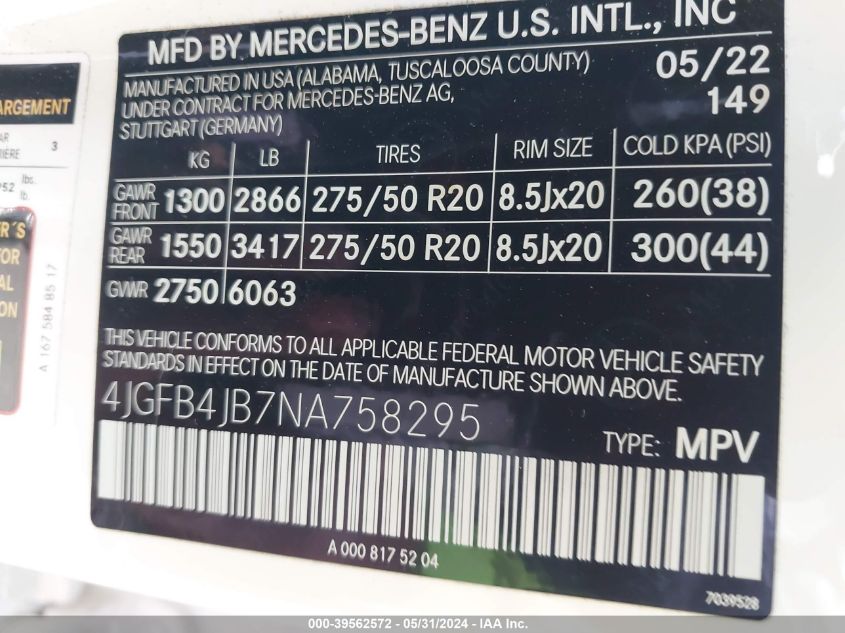 MFD BY MERCEDES-BENZ U.S. INTL., INC
MANUFACTURED IN USA (ALABAMA, TUSCALOOSA COUNTY)
UNDER CONTRACT FOR MERCEDES-BENZ AG,
STUTTGART (GERMANY)
05/22
149
KG LB TIRES RIM SIZE COLD KPA (PSI)
GAWR FRONT 1300 2866 275/50 R20 8.5Jx20 260(38)
GAWR REAR 1550 3417 275/50 R20 8.5Jx20 300(44)
GVWR 2750 6063
THIS VEHICLE CONFORMS TO ALL APPLICABLE FEDERAL MOTOR VEHICLE SAFETY
STANDARDS IN EFFECT ON THE DATE OF MANUFACTURE SHOWN ABOVE.
4JGFB4JB7NA758295
TYPE: MPV
A 000 817 52 04
7039528
ARGEMENT
3
252 lbs.
lb.
A 167 584 85 17
000-39562572 - 05/31/2024 - IAA Inc.